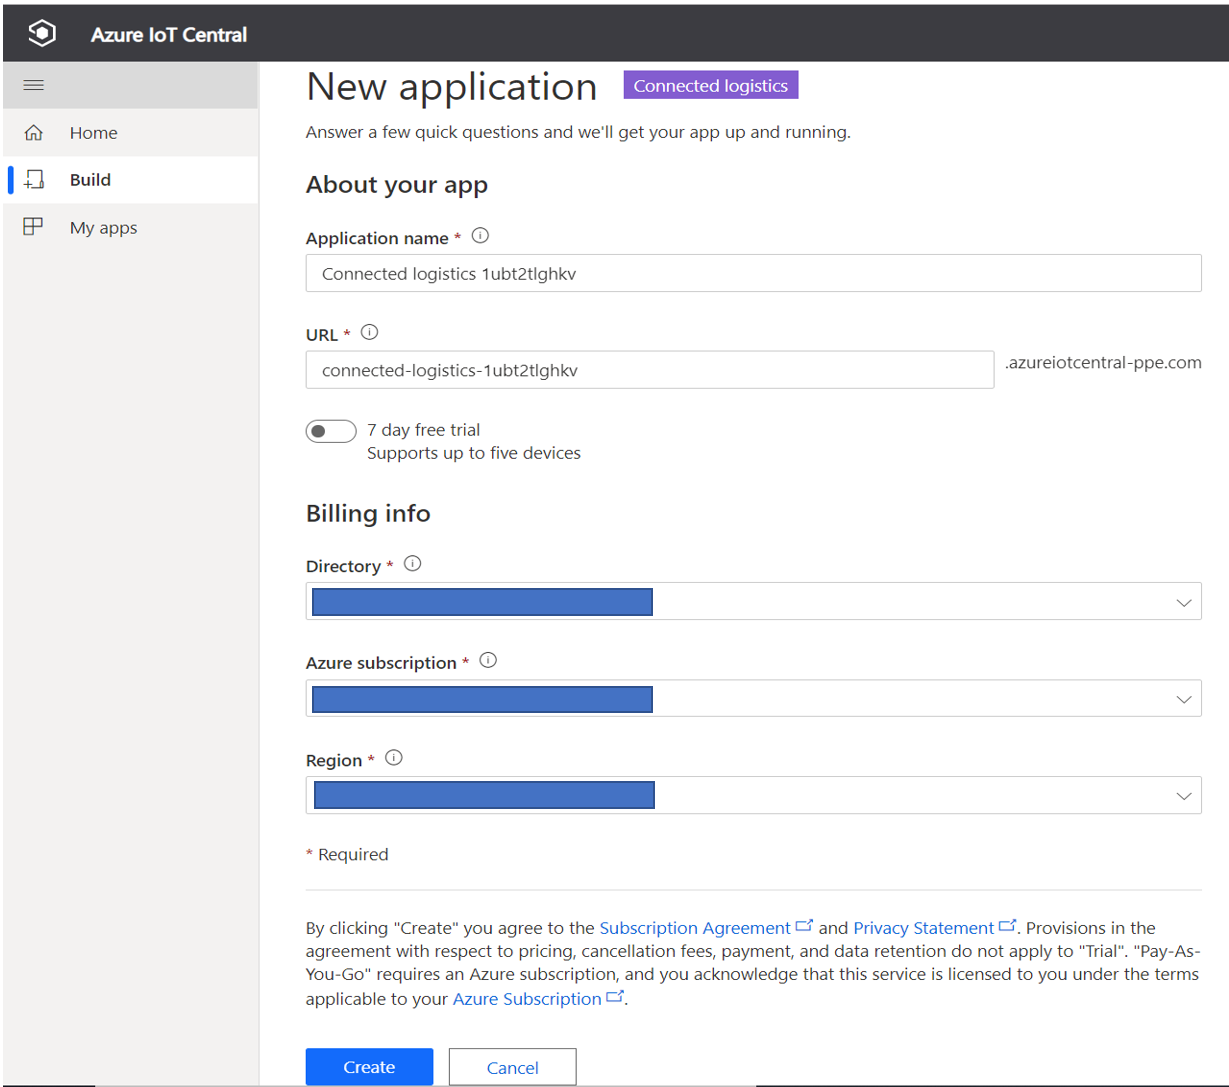 Azure IoT Central
New application
Connected logistics
Answer a few quick questions and we'll get your app up and running.
Home
Build
My apps
About your app
Application name *
Connected logistics 1ubt2tlghkv
URL *
connected-logistics-1ubt2tlghkv
.azureiotcentral-ppe.com
7 day free trial
Supports up to five devices
Billing info
Directory *
Azure subscription *
Region *
* Required
By clicking "Create" you agree to the Subscription Agreement and Privacy Statement. Provisions in the
agreement with respect to pricing, cancellation fees, payment, and data retention do not apply to "Trial". "Pay-As-
You-Go" requires an Azure subscription, and you acknowledge that this service is licensed to you under the terms
applicable to your Azure Subscription.
Create
Cancel